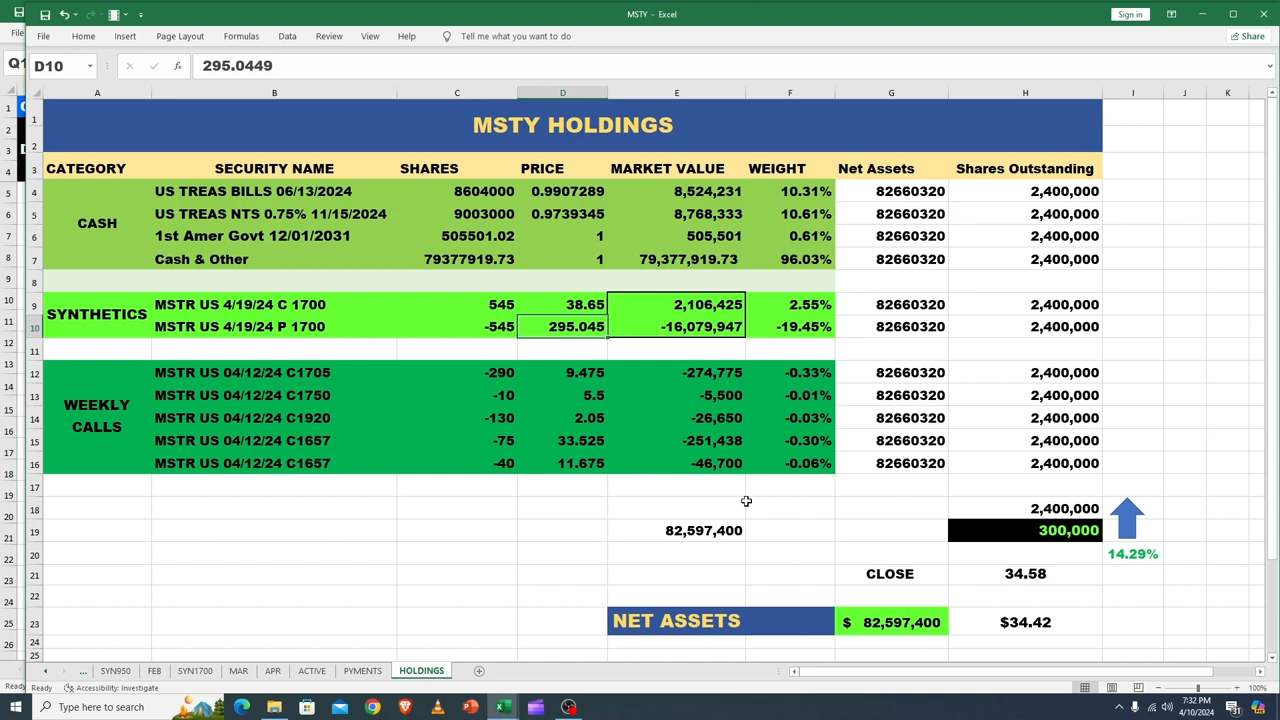 MSTY - Excel
Sign in
File Home Insert Page Layout Formulas Data Review View Help Tell me what you want to do Share
D10 fx 295.0449
A B C D E F G H I J K
MSTY HOLDINGS
CATEGORY SECURITY NAME SHARES PRICE MARKET VALUE WEIGHT Net Assets Shares Outstanding
US TREAS BILLS 06/13/2024 8604000 0.9907289 8,524,231 10.31% 82660320 2,400,000
US TREAS NTS 0.75% 11/15/2024 9003000 0.9739345 8,768,333 10.61% 82660320 2,400,000
CASH
1st Amer Govt 12/01/2031 505501.02 1 505,501 0.61% 82660320 2,400,000
Cash & Other 79377919.73 1 79,377,919.73 96.03% 82660320 2,400,000
SYNTHETICS
MSTR US 4/19/24 C 1700 545 38.65 2,106,425 2.55% 82660320 2,400,000
MSTR US 4/19/24 P 1700 -545 295.045 -16,079,947 -19.45% 82660320 2,400,000
MSTR US 04/12/24 C1705 -290 9.475 -274,775 -0.33% 82660320 2,400,000
MSTR US 04/12/24 C1750 -10 5.5 -5,500 -0.01% 82660320 2,400,000
WEEKLY
CALLS
MSTR US 04/12/24 C1920 -130 2.05 -26,650 -0.03% 82660320 2,400,000
MSTR US 04/12/24 C1657 -75 33.525 -251,438 -0.30% 82660320 2,400,000
MSTR US 04/12/24 C1657 -40 11.675 -46,700 -0.06% 82660320 2,400,000
2,400,000
82,597,400 300,000
14.29%
CLOSE 34.58
NET ASSETS $ 82,597,400 $34.42
... SYN950 FEB SYN1700 MAR APR ACTIVE PYMENTS HOLDINGS
Ready Accessibility: Investigate 100%
Type here to search
7:32 PM
4/10/2024